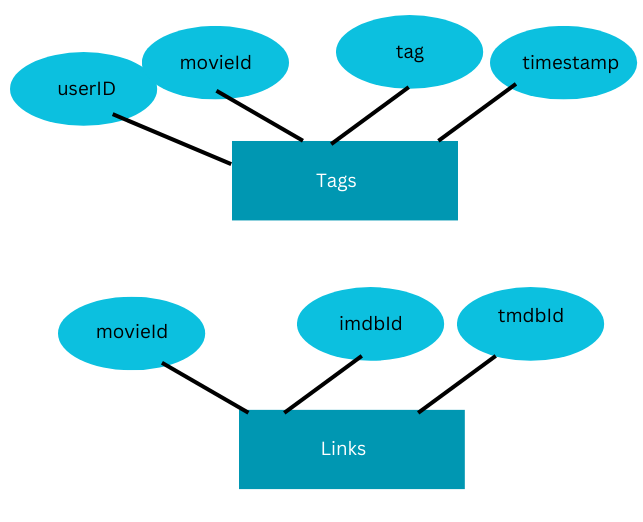 userID
movieId
tag
timestamp
Tags
movieId
imdbId
tmdbId
Links